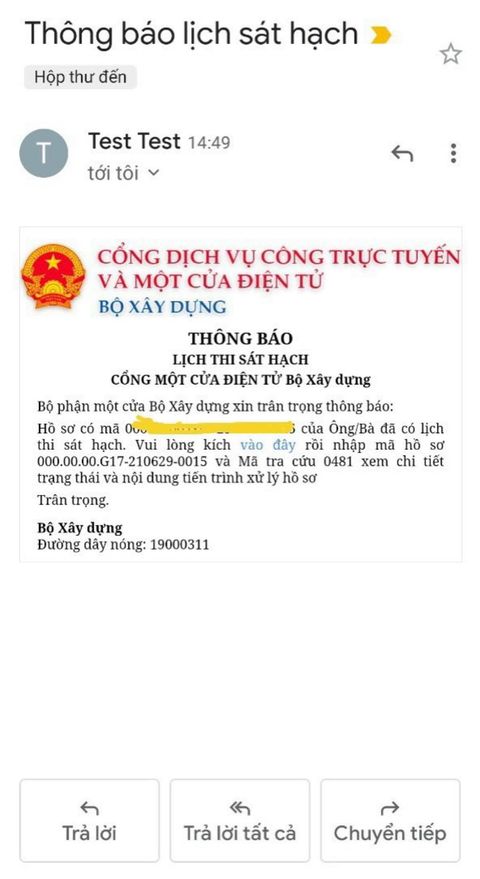 Thông báo lịch sát hạch
Hộp thư đến
T
Test Test 14:49
tới tôi
CỔNG DỊCH VỤ CÔNG TRỰC TUYẾN
VÀ MỘT CỬA ĐIỆN TỬ
BỘ XÂY DỰNG
THÔNG BÁO
LỊCH THI SÁT HẠCH
CỔNG MỘT CỬA ĐIỆN TỬ Bộ Xây dựng
Bộ phận một cửa Bộ Xây dựng xin trân trọng thông báo:
Hồ sơ có mã của Ông/Bà đã có lịch
thi sát hạch. Vui lòng kích vào đây rồi nhập mã hồ sơ
000.00.00.G17-210629-0015 và Mã tra cứu 0481 xem chi tiết
trạng thái và nội dung tiến trình xử lý hồ sơ
Trân trọng.
Bộ Xây dựng
Đường dây nóng: 19000311
Trả lời
Trả lời tất cả
Chuyển tiếp